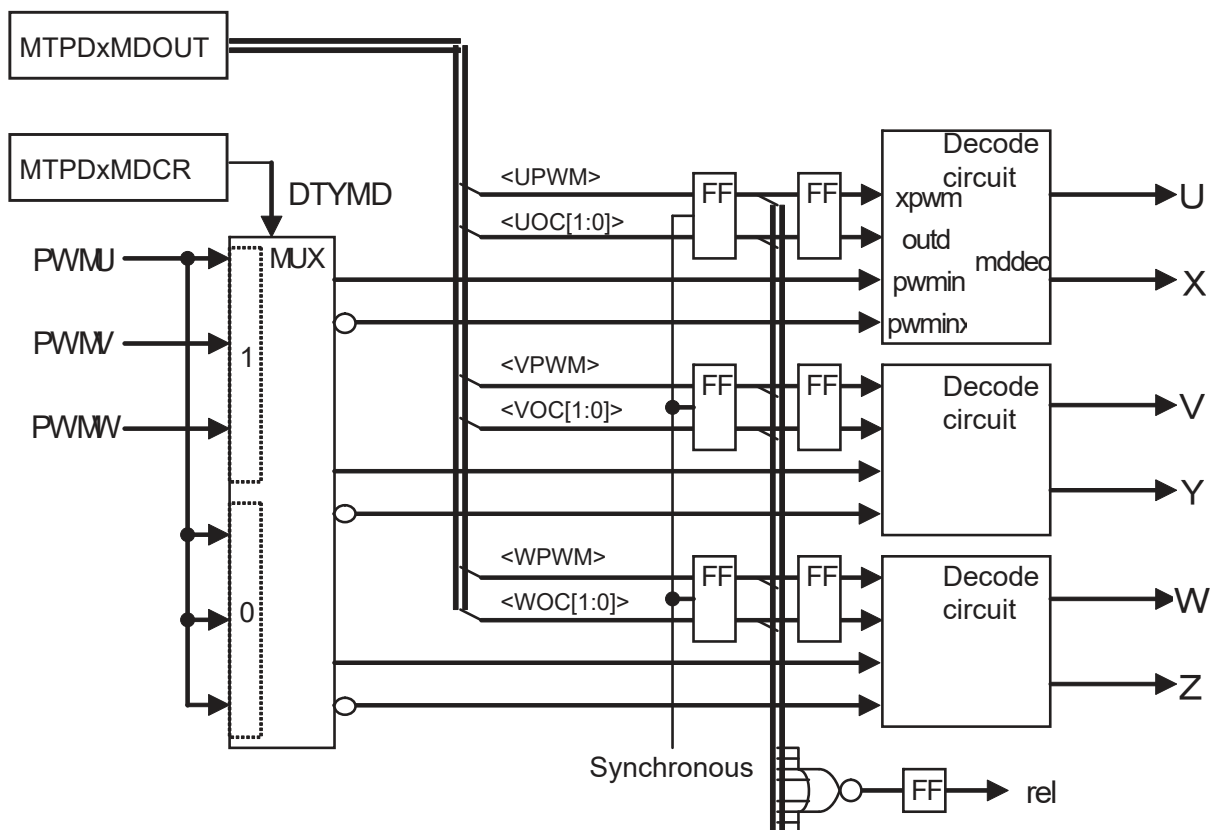 MTPDxMDOUT
MTPDxMDCR
DTYMD
PWMU
PWMV
PWMW
MUX
1
0
<UPWM>
<UOC[1:0]>
FF
FF
Decode
circuit
xpwm
outd
mddec
pwmin
pwminx
U
X
<VPWM>
<VOC[1:0]>
FF
FF
Decode
circuit
V
Y
<WPWM>
<WOC[1:0]>
FF
FF
Decode
circuit
W
Z
Synchronous
FF
rel